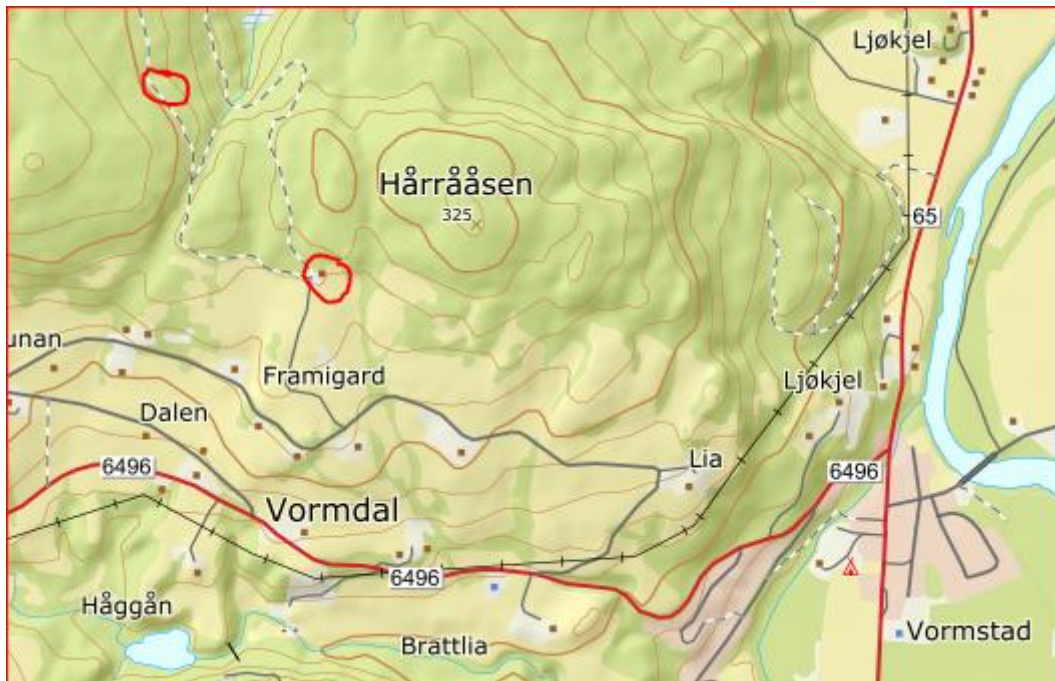 Ljøkjel
Hårrååsen
325
65
unan
Framigard
Ljøkjel
Dalen
Lia
6496
6496
Vormdal
6496
Håggån
Vormstad
Brattlia